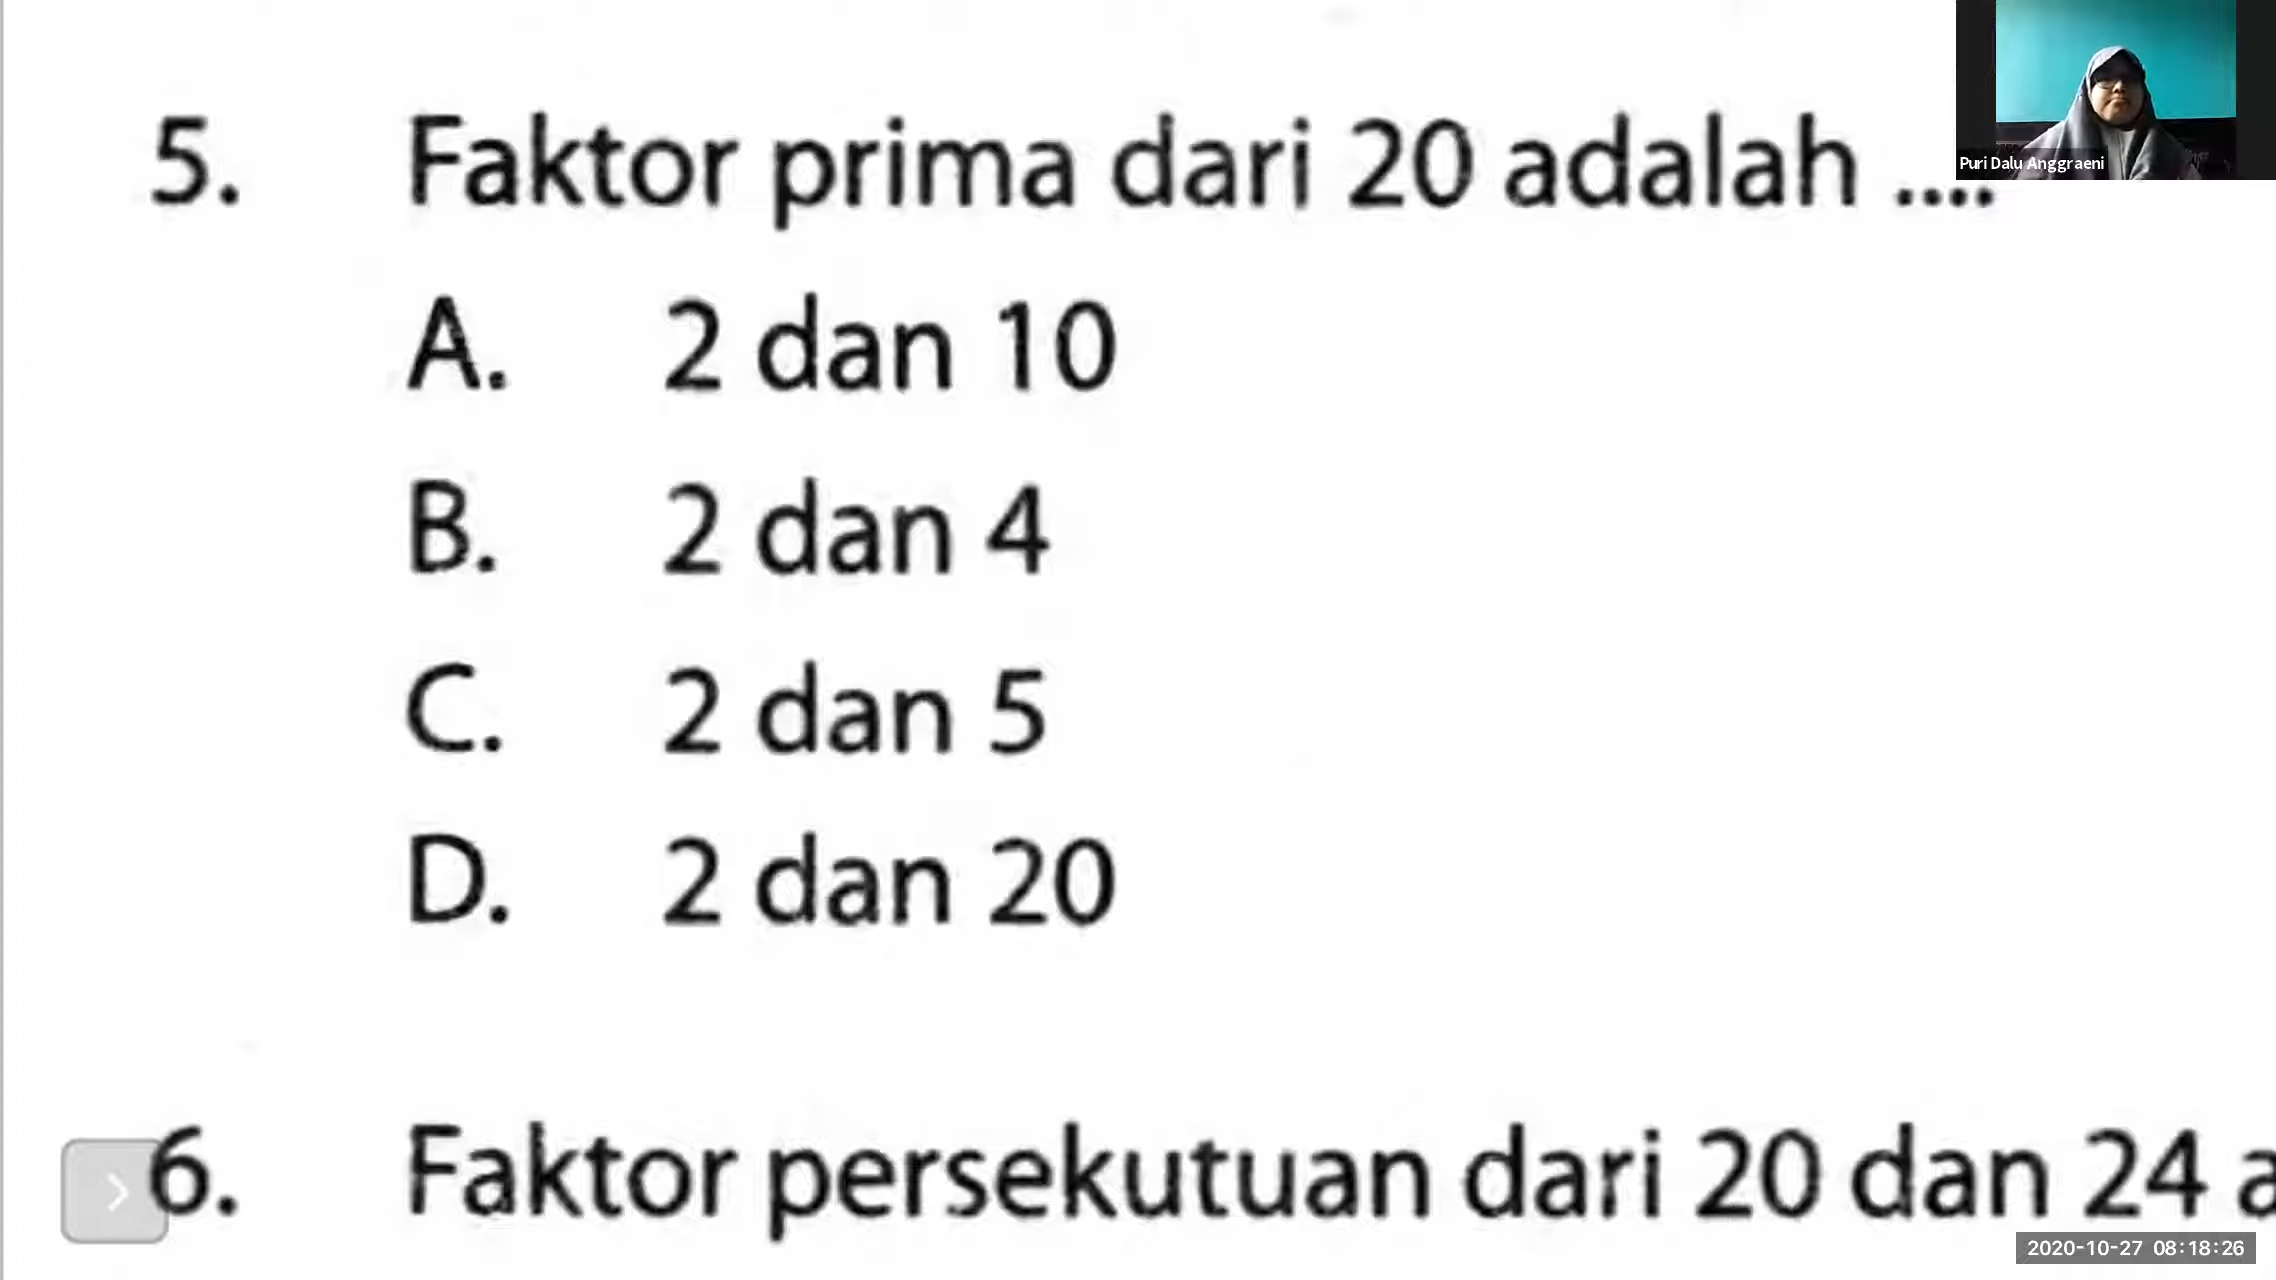 5. Faktor prima dari 20 adalah ....
Puri Dalu Anggraeni
A. 2 dan 10
B. 2 dan 4
C. 2 dan 5
D. 2 dan 20
6. Faktor persekutuan dari 20 dan 24 a
2020-10-27 08:18:26